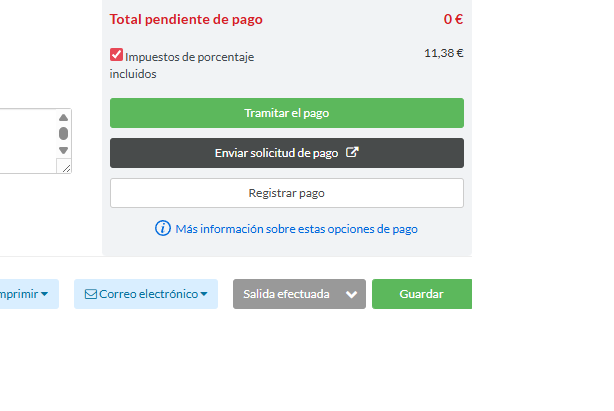 Total pendiente de pago 0 €
Impuestos de porcentaje 11,38 €
incluidos
Tramitar el pago
Enviar solicitud de pago
Registrar pago
Más información sobre estas opciones de pago
mprimir Correo electrónico Salida efectuada Guardar